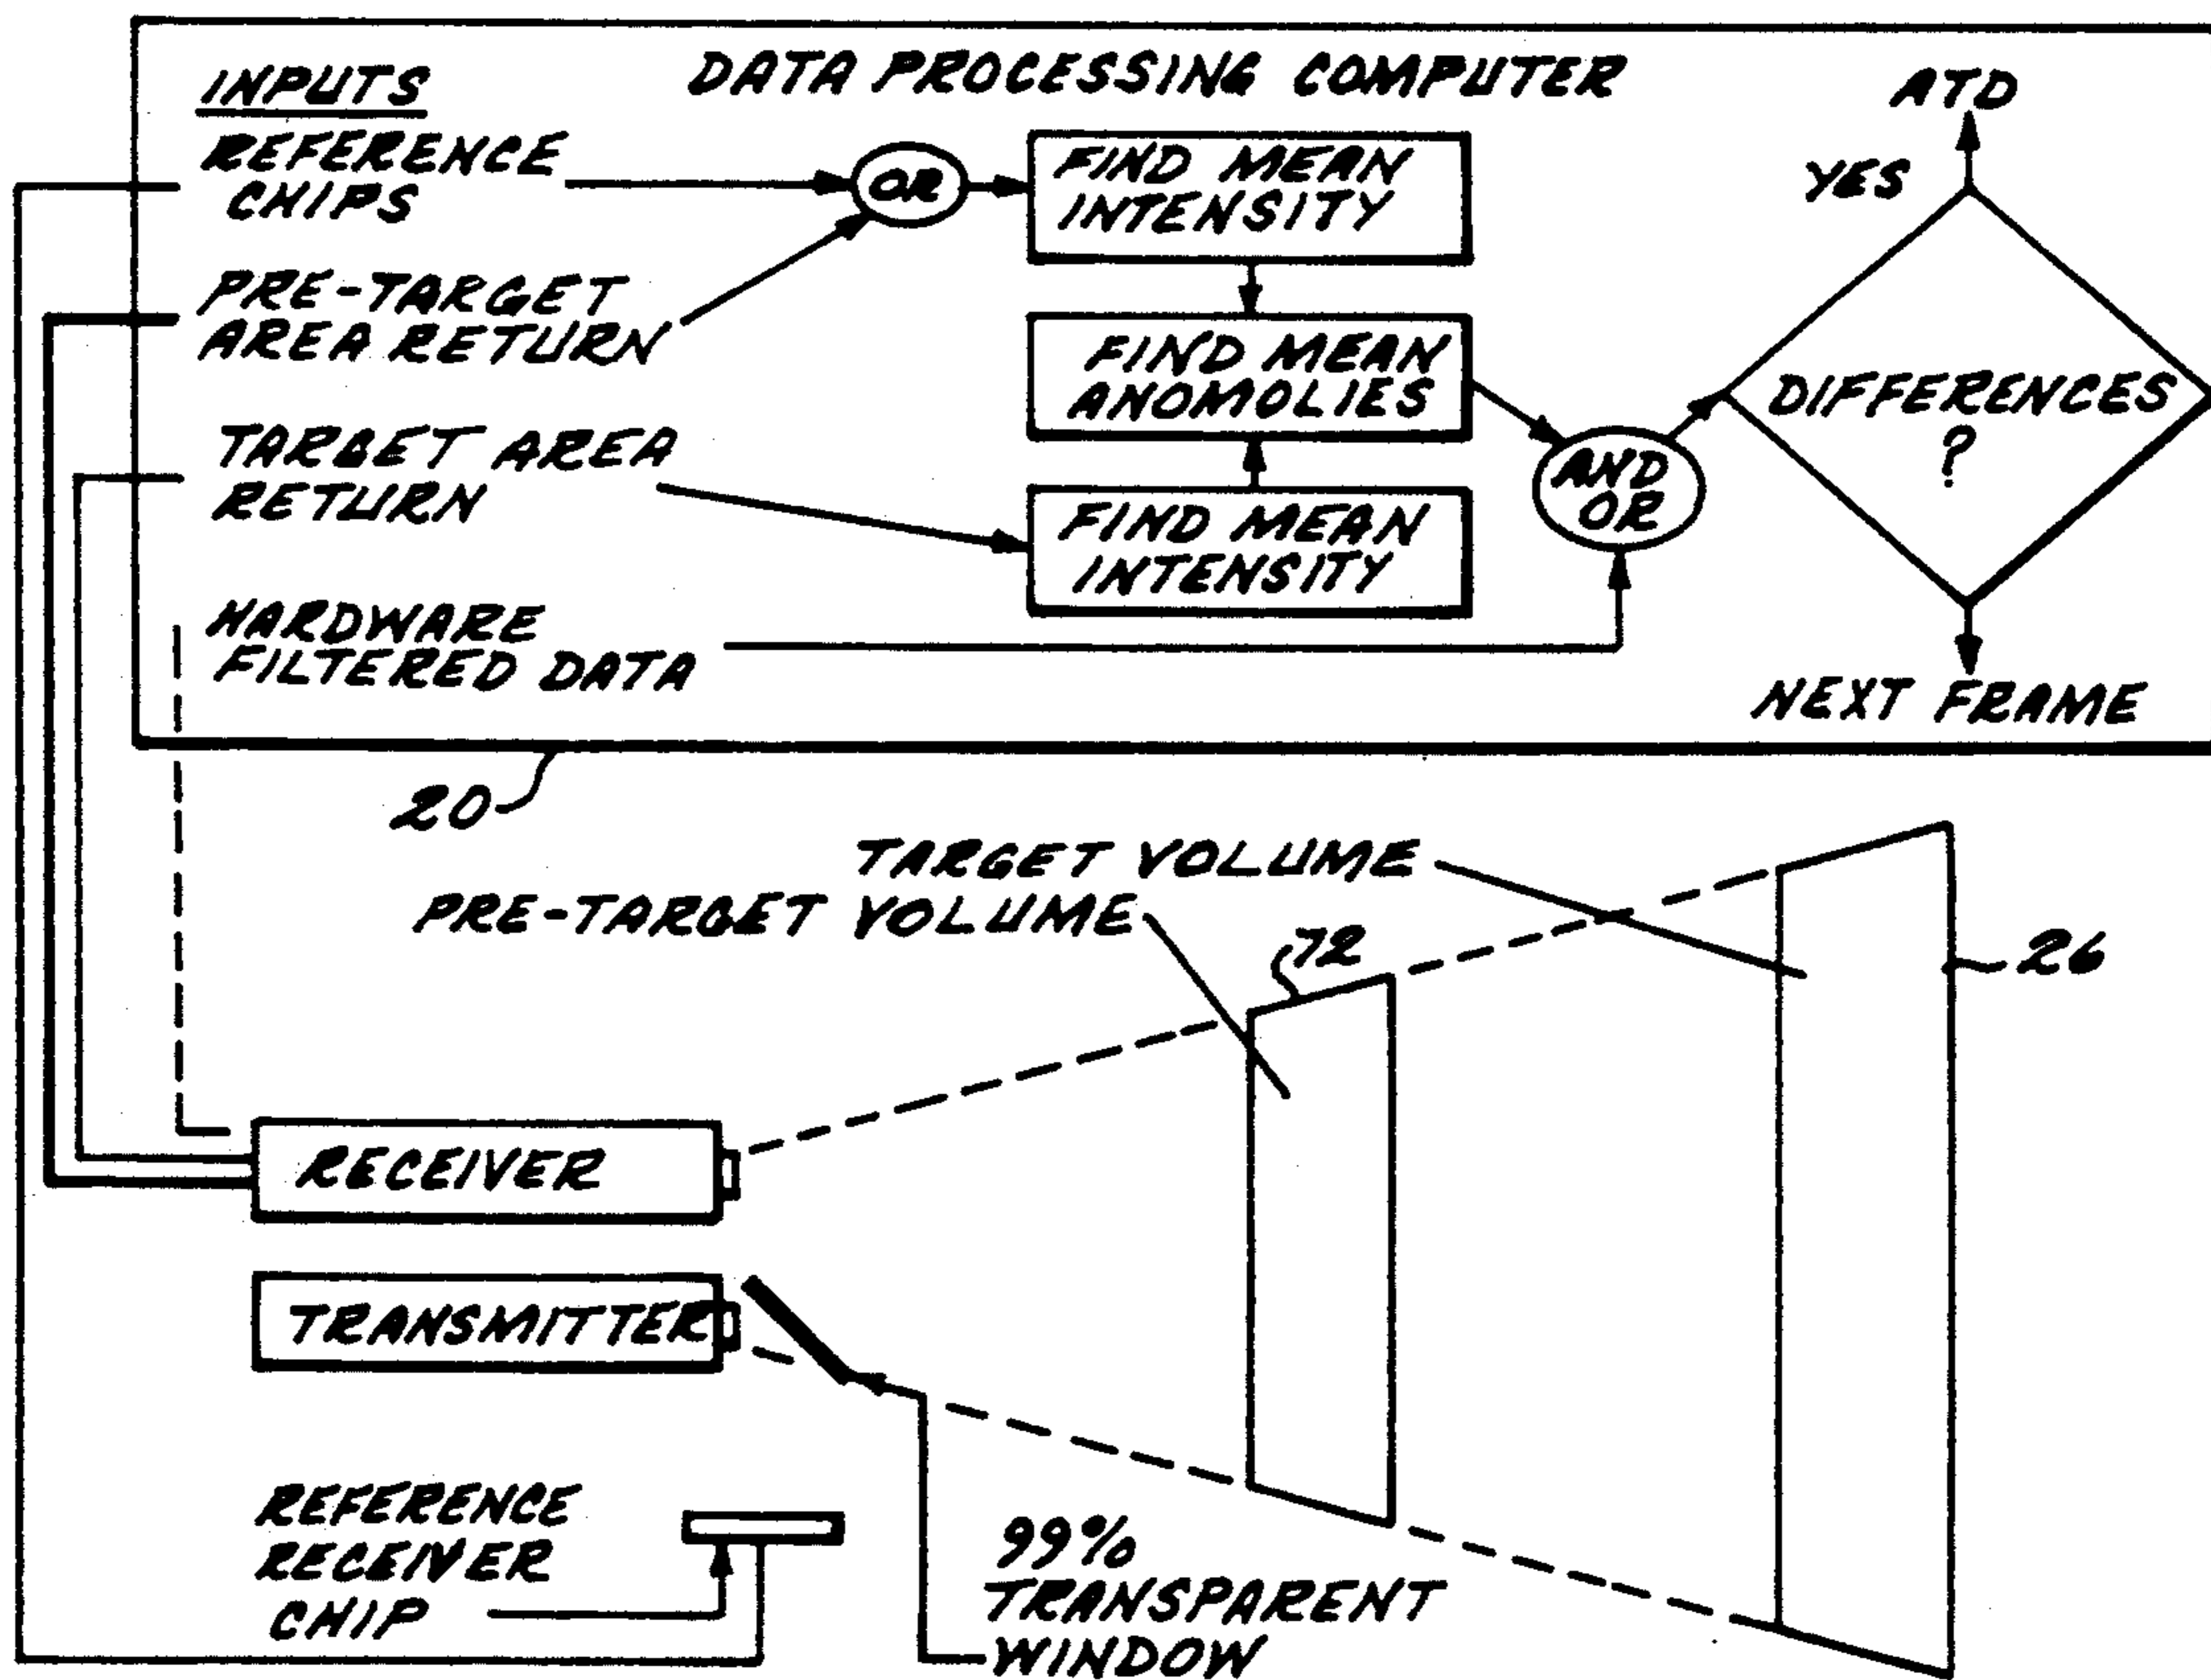 DATA PROCESSING COMPUTER
INPUTS
REFERENCE
CHIPS
PRE-TARGET
AREA RETURN
TARGET AREA
RETURN
HARDWARE
FILTERED DATA
OR
FIND MEAN
INTENSITY
FIND MEAN
ANOMOLIES
FIND MEAN
INTENSITY
AND
OR
ATD
YES
DIFFERENCES
?
NEXT FRAME
20
TARGET VOLUME
PRE-TARGET VOLUME
72
26
RECEIVER
TRANSMITTER
REFERENCE
RECEIVER
CHIP
99%
TRANSPARENT
WINDOW